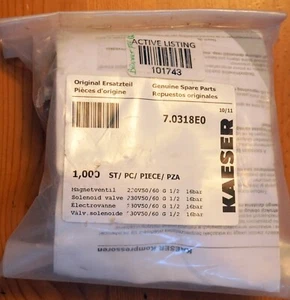 ACTIVE LISTING
101743
Original Ersatzteil
Pièces d'origine
Genuine Spare Parts
Repuestos originales
10/11
7.0318E0
KAESER
1,000 ST/ PC/ PIECE/ PZA
Magnetventil 230V50/60 G 1/2 16bar
Solenoid valve 230V50/60 G 1/2 16bar
Electrovanne 230V50/60 G 1/2 16bar
Valv.solenoide 230V50/60 G 1/2 16bar
KAESER Kompressoren